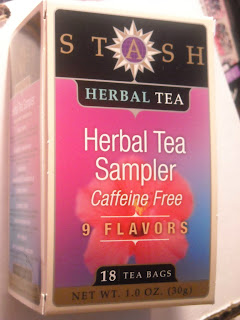 STASH
HERBAL TEA
Herbal Tea
Sampler
Caffeine Free
9 FLAVORS
18 TEA BAGS
NET WT. 1.0 OZ. (30g)